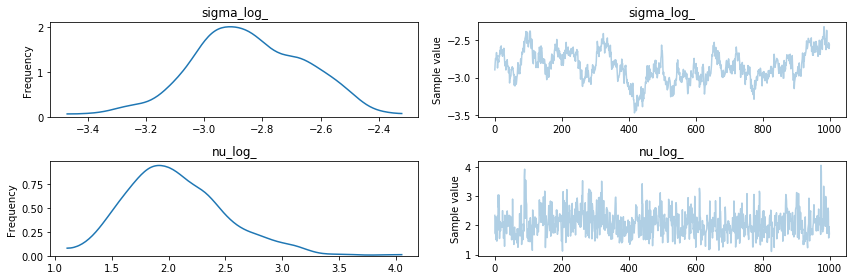 sigma_log_
Frequency
2
1
0
−3.4 −3.2 −3.0 −2.8 −2.6 −2.4
sigma_log_
Sample value
−2.5
−3.0
−3.5
0 200 400 600 800 1000
nu_log_
Frequency
0.75
0.50
0.25
0.00
1.0 1.5 2.0 2.5 3.0 3.5 4.0
nu_log_
Sample value
4
3
2
1
0 200 400 600 800 1000